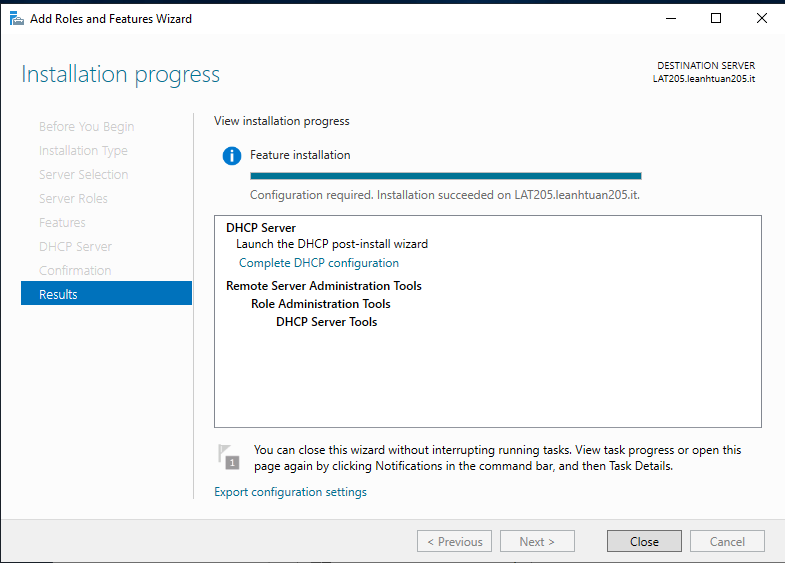 Add Roles and Features Wizard
Installation progress
DESTINATION SERVER
LAT205.leanhtuan205.it
Before You Begin
Installation Type
Server Selection
Server Roles
Features
DHCP Server
Confirmation
Results
View installation progress
Feature installation
Configuration required. Installation succeeded on LAT205.leanhtuan205.it.
DHCP Server
Launch the DHCP post-install wizard
Complete DHCP configuration
Remote Server Administration Tools
Role Administration Tools
DHCP Server Tools
1
You can close this wizard without interrupting running tasks. View task progress or open this
page again by clicking Notifications in the command bar, and then Task Details.
Export configuration settings
< Previous
Next >
Close
Cancel